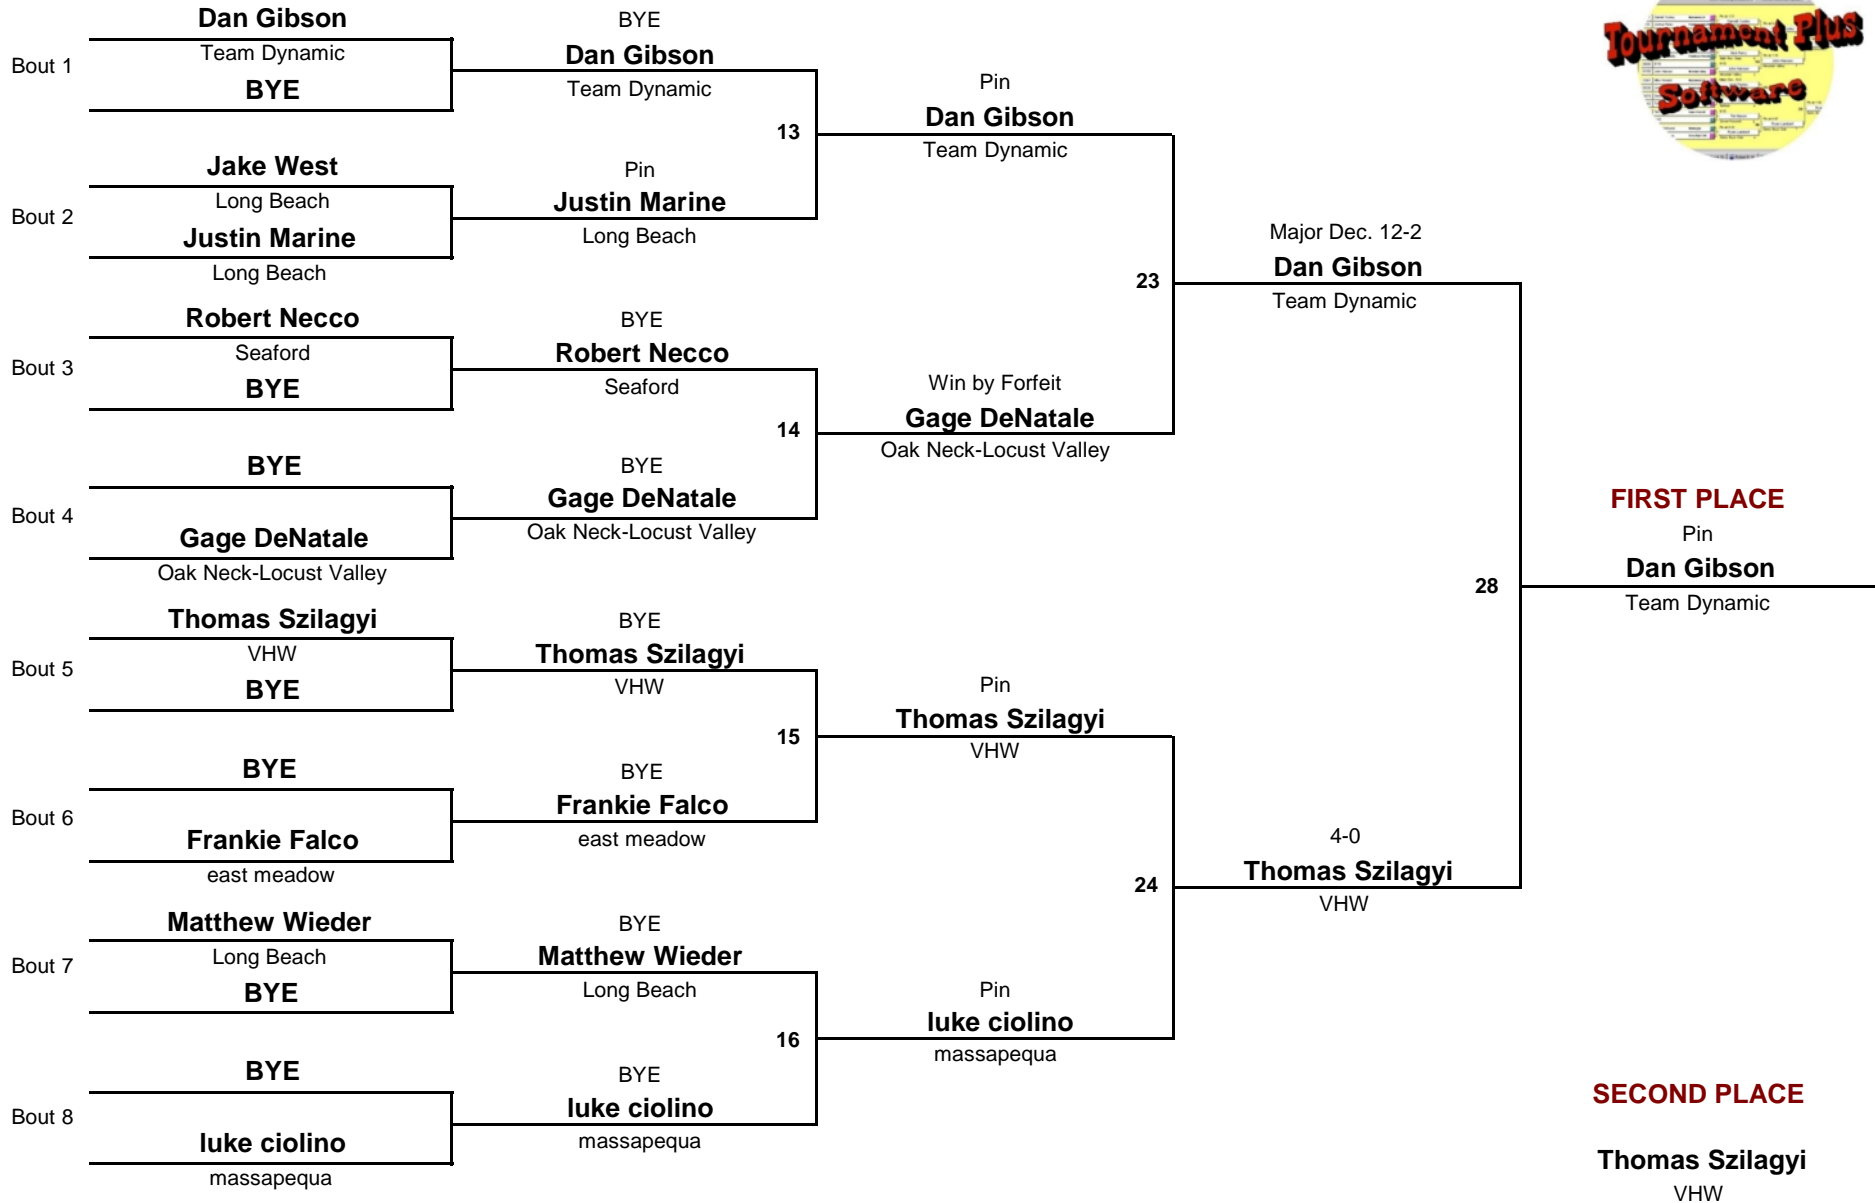 Dan Gibson
Team Dynamic
Bout 1
BYE
Jake West
Long Beach
Bout 2
Justin Marine
Long Beach
Robert Necco
Seaford
Bout 3
BYE
BYE
Bout 4
Gage DeNatale
Oak Neck-Locust Valley
Thomas Szilagyi
VHW
Bout 5
BYE
BYE
Bout 6
Frankie Falco
east meadow
Matthew Wieder
Long Beach
Bout 7
BYE
BYE
Bout 8
luke ciolino
massapequa
BYE
Dan Gibson
Team Dynamic
13
Pin
Justin Marine
Long Beach
BYE
Robert Necco
Seaford
14
BYE
Gage DeNatale
Oak Neck-Locust Valley
BYE
Thomas Szilagyi
VHW
15
BYE
Frankie Falco
east meadow
BYE
Matthew Wieder
Long Beach
16
BYE
luke ciolino
massapequa
Pin
Dan Gibson
Team Dynamic
23
Win by Forfeit
Gage DeNatale
Oak Neck-Locust Valley
Pin
Thomas Szilagyi
VHW
24
Pin
luke ciolino
massapequa
Major Dec. 12-2
Dan Gibson
Team Dynamic
28
4-0
Thomas Szilagyi
VHW
Tournament Plus
Software
FIRST PLACE
Pin
Dan Gibson
Team Dynamic
SECOND PLACE
Thomas Szilagyi
VHW